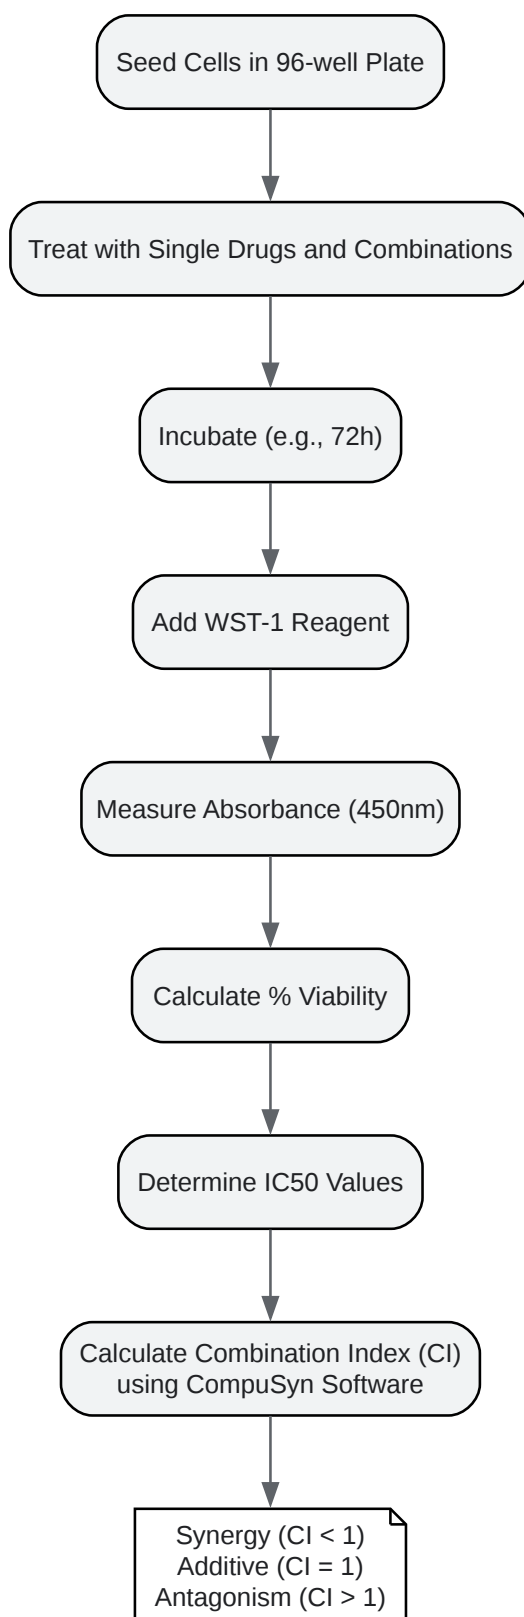 Seed Cells in 96-well Plate
Treat with Single Drugs and Combinations
Incubate (e.g., 72h)
Add WST-1 Reagent
Measure Absorbance (450nm)
Calculate % Viability
Determine IC50 Values
Calculate Combination Index (CI)
using CompuSyn Software
Synergy (CI < 1)
Additive (CI = 1)
Antagonism (CI > 1)